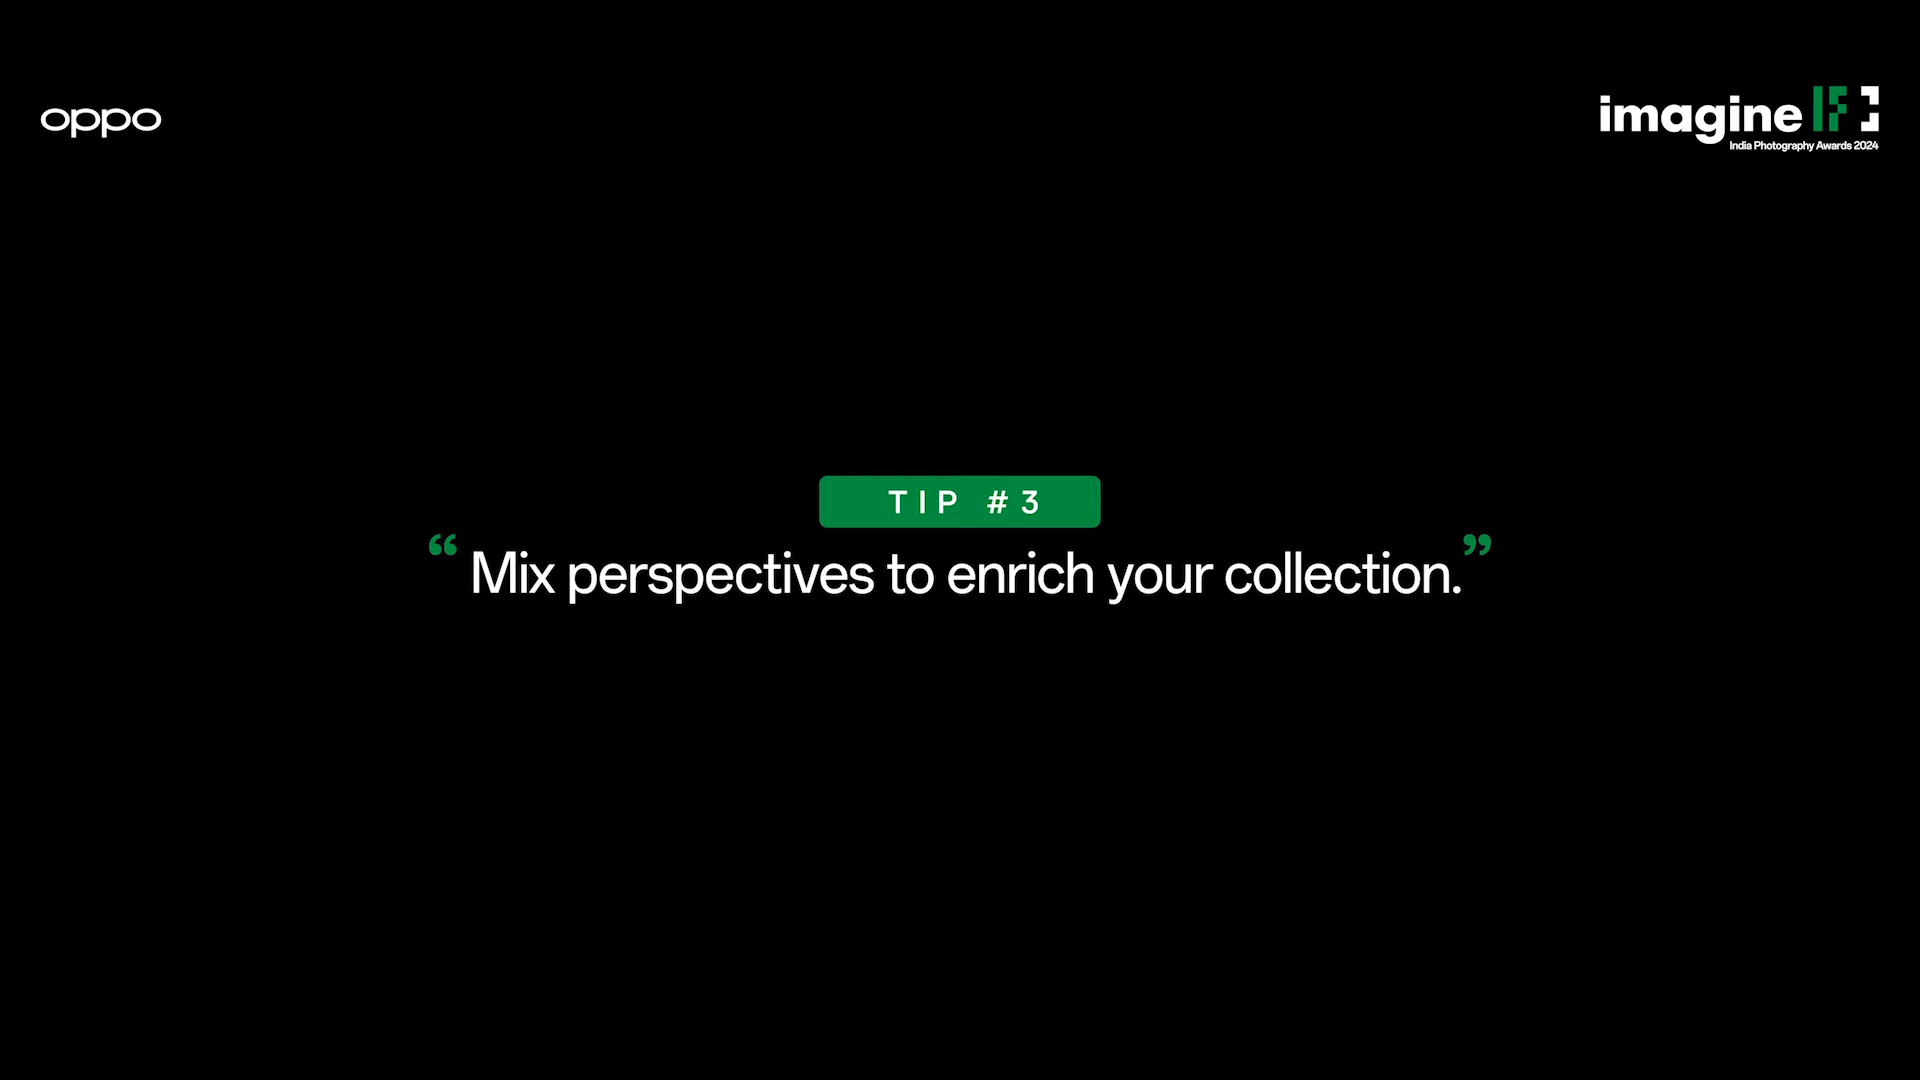 oppo
imagine IF
India Photography Awards 2024
TIP #3
“Mix perspectives to enrich your collection.”